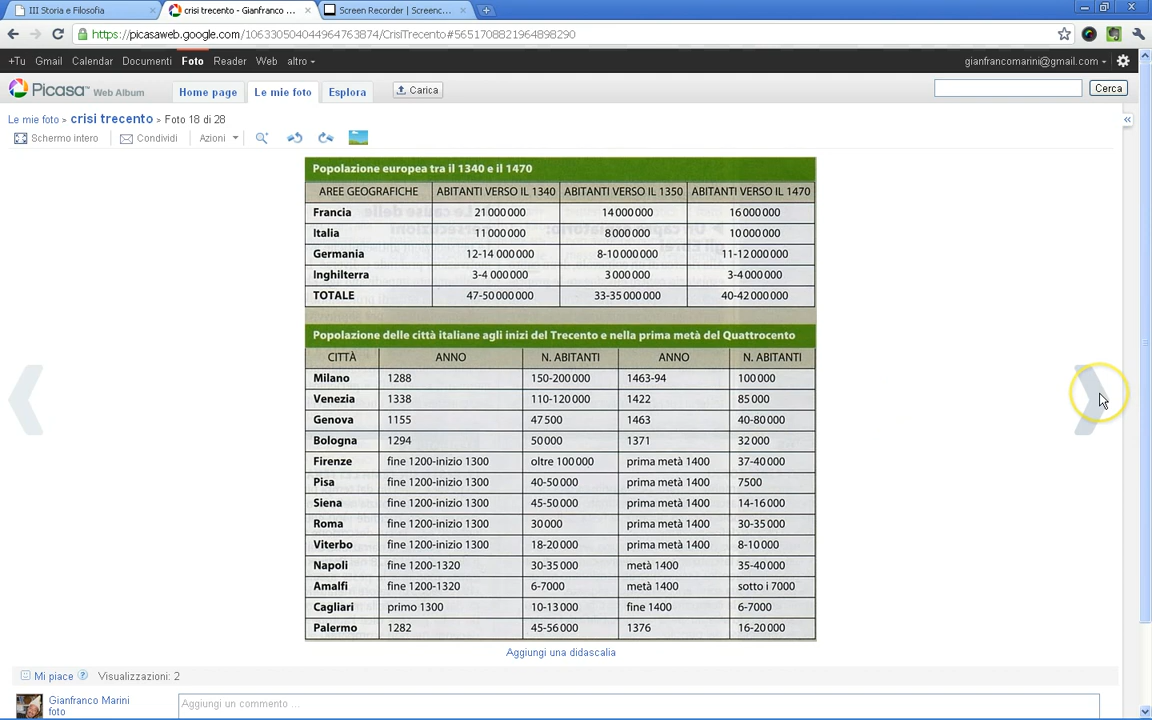 III Storia e Filosofia
crisi trecento - Gianfranco ...
Screen Recorder | Screenc...
https://picasaweb.google.com/106330504044964763874/CrisiTrecento#5651708821964898290
+Tu Gmail Calendar Documenti Foto Reader Web altro
gianfrancomarini@gmail.com
Picasa Web Album
Home page
Le mie foto
Esplora
Carica
Cerca
Le mie foto > crisi trecento > Foto 18 di 28
Schermo intero Condividi Azioni
Popolazione europea tra il 1340 e il 1470
AREE GEOGRAFICHE ABITANTI VERSO IL 1340 ABITANTI VERSO IL 1350 ABITANTI VERSO IL 1470
Francia 21 000 000 14 000 000 16 000 000
Italia 11 000 000 8 000 000 10 000 000
Germania 12-14 000 000 8-10 000 000 11-12 000 000
Inghilterra 3-4 000 000 3 000 000 3-4 000 000
TOTALE 47-50 000 000 33-35 000 000 40-42 000 000
Popolazione delle città italiane agli inizi del Trecento e nella prima metà del Quattrocento
CITTÀ ANNO N. ABITANTI ANNO N. ABITANTI
Milano 1288 150-200 000 1463-94 100 000
Venezia 1338 110-120 000 1422 85 000
Genova 1155 47 500 1463 40-80 000
Bologna 1294 50 000 1371 32 000
Firenze fine 1200-inizio 1300 oltre 100 000 prima metà 1400 37-40 000
Pisa fine 1200-inizio 1300 40-50 000 prima metà 1400 7500
Siena fine 1200-inizio 1300 45-50 000 prima metà 1400 14-16 000
Roma fine 1200-inizio 1300 30 000 prima metà 1400 30-35 000
Viterbo fine 1200-inizio 1300 18-20 000 prima metà 1400 8-10 000
Napoli fine 1200-1320 30-35 000 metà 1400 35-40 000
Amalfi fine 1200-1320 6-7000 metà 1400 sotto i 7000
Cagliari primo 1300 10-13 000 fine 1400 6-7000
Palermo 1282 45-56 000 1376 16-20 000
Aggiungi una didascalia
Mi piace ? Visualizzazioni: 2
Gianfranco Marini
foto
Aggiungi un commento ...